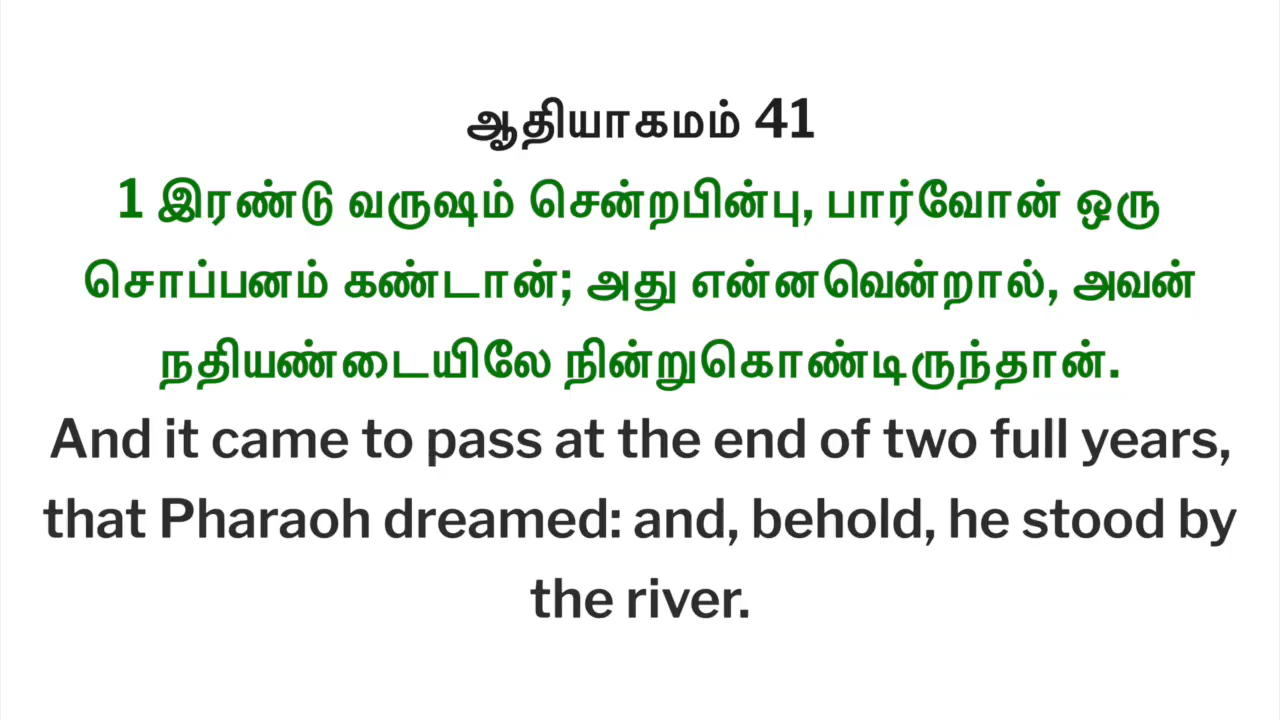 ஆதியாகமம் 41
1 இரண்டு வருஷம் சென்றபின்பு, பார்வோன் ஒரு
சொப்பனம் கண்டான்; அது என்னவென்றால், அவன்
நதியண்டையிலே நின்றுகொண்டிருந்தான்.
And it came to pass at the end of two full years,
that Pharaoh dreamed: and, behold, he stood by
the river.